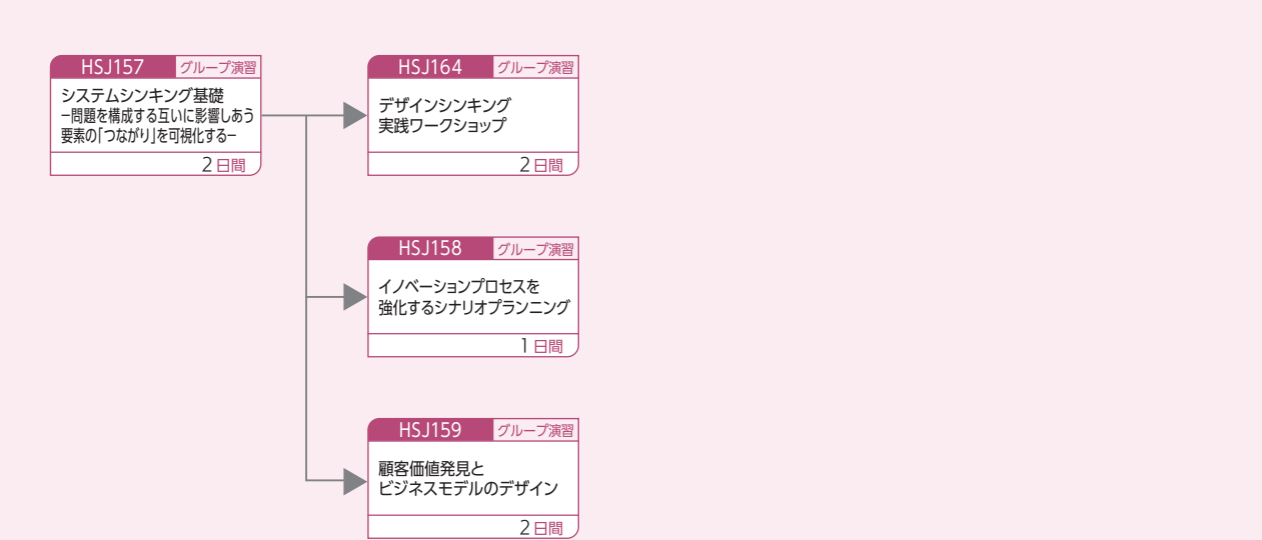 HSJ157 グループ演習
システムシンキング基礎
−問題を構成する互いに影響しあう
要素の「つながり」を可視化する−
2日間
HSJ164 グループ演習
デザインシンキング
実践ワークショップ
2日間
HSJ158 グループ演習
イノベーションプロセスを
強化するシナリオプランニング
1日間
HSJ159 グループ演習
顧客価値発見と
ビジネスモデルのデザイン
2日間